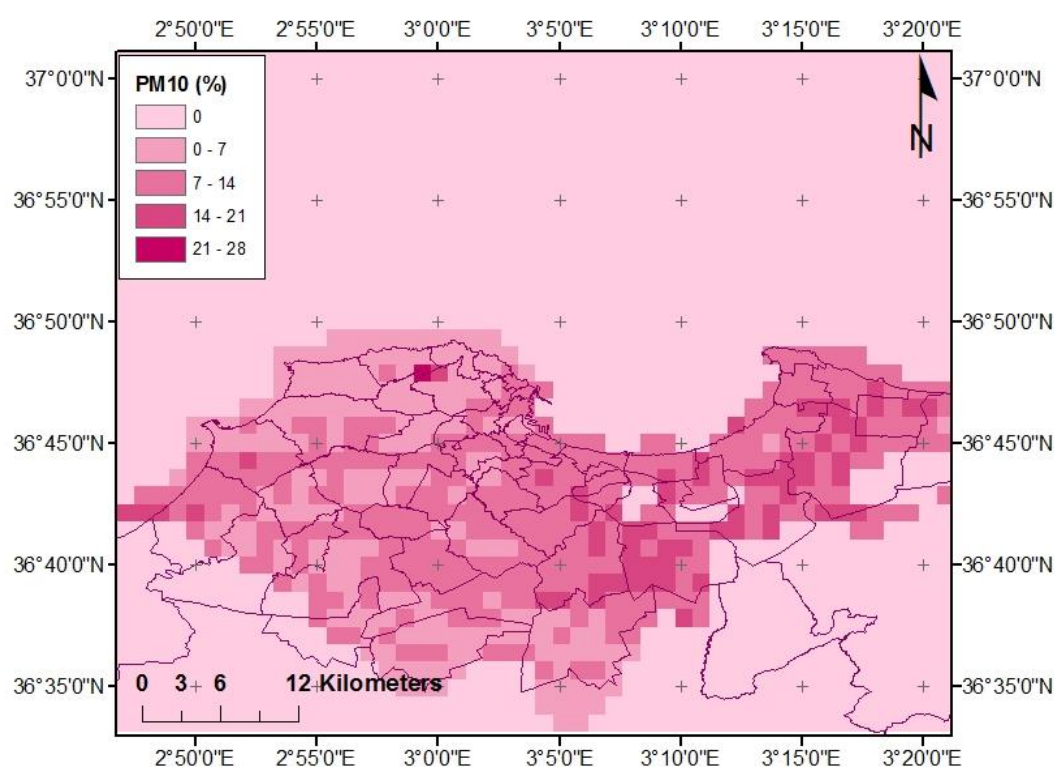 2°50'0"E 2°55'0"E 3°0'0"E 3°5'0"E 3°10'0"E 3°15'0"E 3°20'0"E
PM10 (%)
0
0 - 7
7 - 14
14 - 21
21 - 28
N
37°0'0"N 37°0'0"N
36°55'0"N 36°55'0"N
36°50'0"N 36°50'0"N
36°45'0"N 36°45'0"N
36°40'0"N 36°40'0"N
36°35'0"N 36°35'0"N
0 3 6 12 Kilometers
2°50'0"E 2°55'0"E 3°0'0"E 3°5'0"E 3°10'0"E 3°15'0"E 3°20'0"E